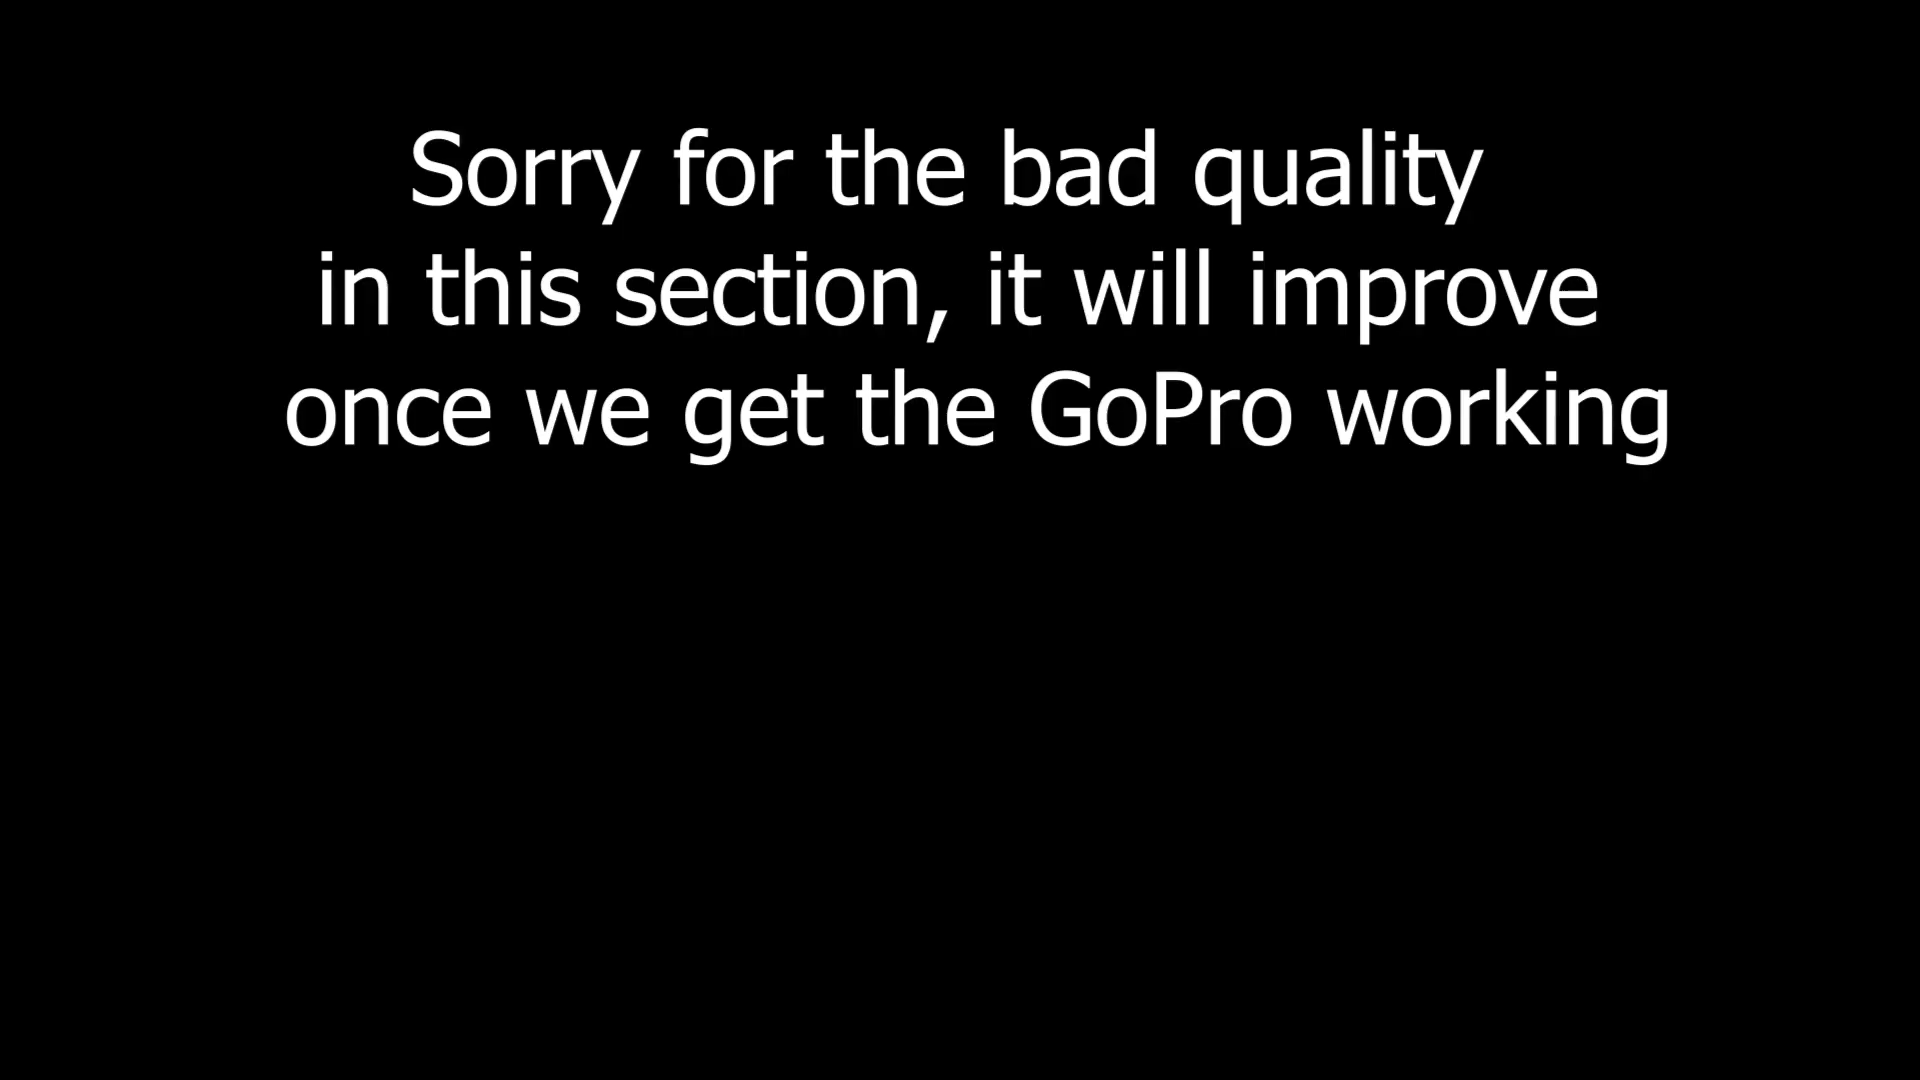 Sorry for the bad quality
in this section, it will improve
once we get the GoPro working